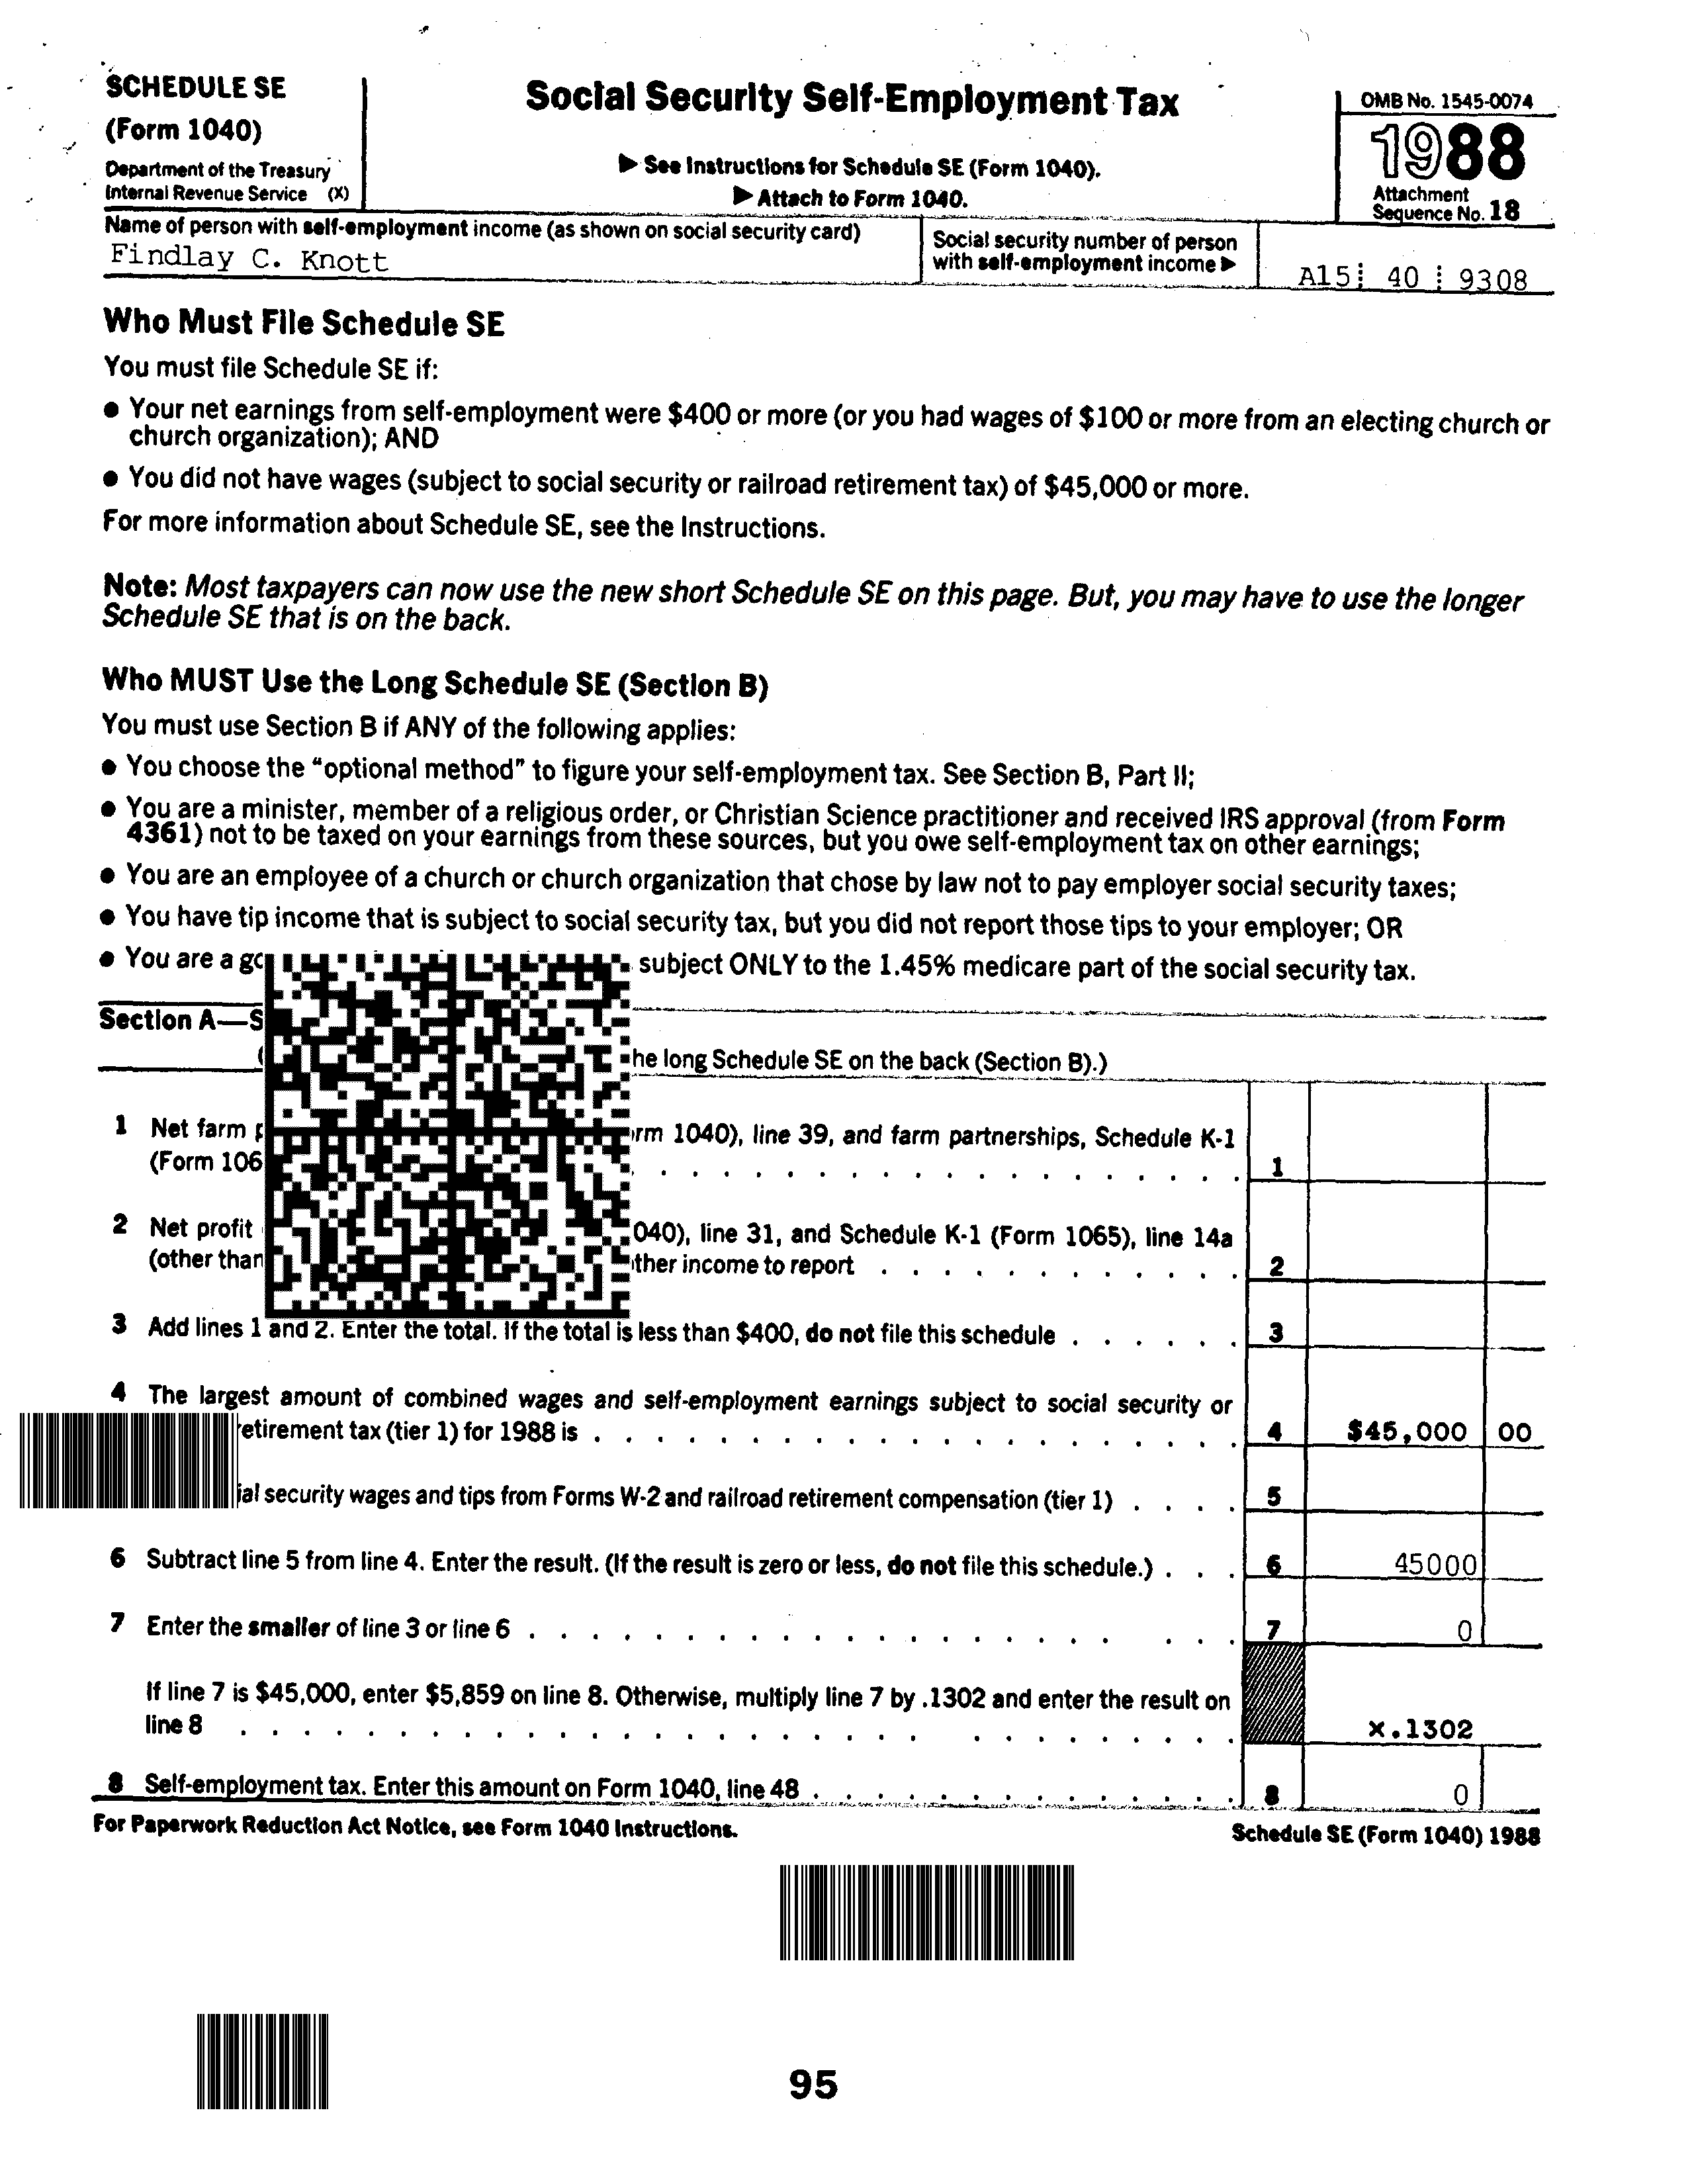 SCHEDULE SE
(Form 1040)
Department of the Treasury
Internal Revenue Service (X)
Social Security Self-Employment Tax
▶ See Instructions for Schedule SE (Form 1040).
▶ Attach to Form 1040.
OMB No. 1545-0074
1988
Attachment
Sequence No. 18
Name of person with self-employment income (as shown on social security card)
Findlay C. Knott
Social security number of person
with self-employment income ▶
A15 40 9308
Who Must File Schedule SE
You must file Schedule SE if:
● Your net earnings from self-employment were $400 or more (or you had wages of $100 or more from an electing church or
church organization); AND
● You did not have wages (subject to social security or railroad retirement tax) of $45,000 or more.
For more information about Schedule SE, see the Instructions.
Note: Most taxpayers can now use the new short Schedule SE on this page. But, you may have to use the longer
Schedule SE that is on the back.
Who MUST Use the Long Schedule SE (Section B)
You must use Section B if ANY of the following applies:
● You choose the "optional method" to figure your self-employment tax. See Section B, Part II;
● You are a minister, member of a religious order, or Christian Science practitioner and received IRS approval (from Form
4361) not to be taxed on your earnings from these sources, but you owe self-employment tax on other earnings;
● You are an employee of a church or church organization that chose by law not to pay employer social security taxes;
● You have tip income that is subject to social security tax, but you did not report those tips to your employer; OR
● You are a subject ONLY to the 1.45% medicare part of the social security tax.
Section A—
long Schedule SE on the back (Section B).)
1 Net farm 1040), line 39, and farm partnerships, Schedule K-1
(Form . . . . . . . . . . . . . . . . . . . 1
2 Net profit line 31, and Schedule K-1 (Form 1065), line 14a
(other than income to report . . . . . . . . . . . . 2
3 Add lines 1 and 2. Enter the total. If the total is less than $400, do not file this schedule . . . . . . 3
4 The largest amount of combined wages and self-employment earnings subject to social security or
retirement tax (tier 1) for 1988 is . . . . . . . . . . . . . . . . . . . . . 4 $45,000 00
security wages and tips from Forms W-2 and railroad retirement compensation (tier 1) . . . . 5
6 Subtract line 5 from line 4. Enter the result. (If the result is zero or less, do not file this schedule.) . . . 6 45000
7 Enter the smaller of line 3 or line 6 . . . . . . . . . . . . . . . . . . . . . . 7 0
If line 7 is $45,000, enter $5,859 on line 8. Otherwise, multiply line 7 by .1302 and enter the result on
line 8 . . . . . . . . . . . . . . . . . . . . . . . . . . . . . . x.1302
8 Self-employment tax. Enter this amount on Form 1040, line 48 . . . . . . . . . . . . . . 8 0
For Paperwork Reduction Act Notice, see Form 1040 Instructions.
Schedule SE (Form 1040) 1988
95